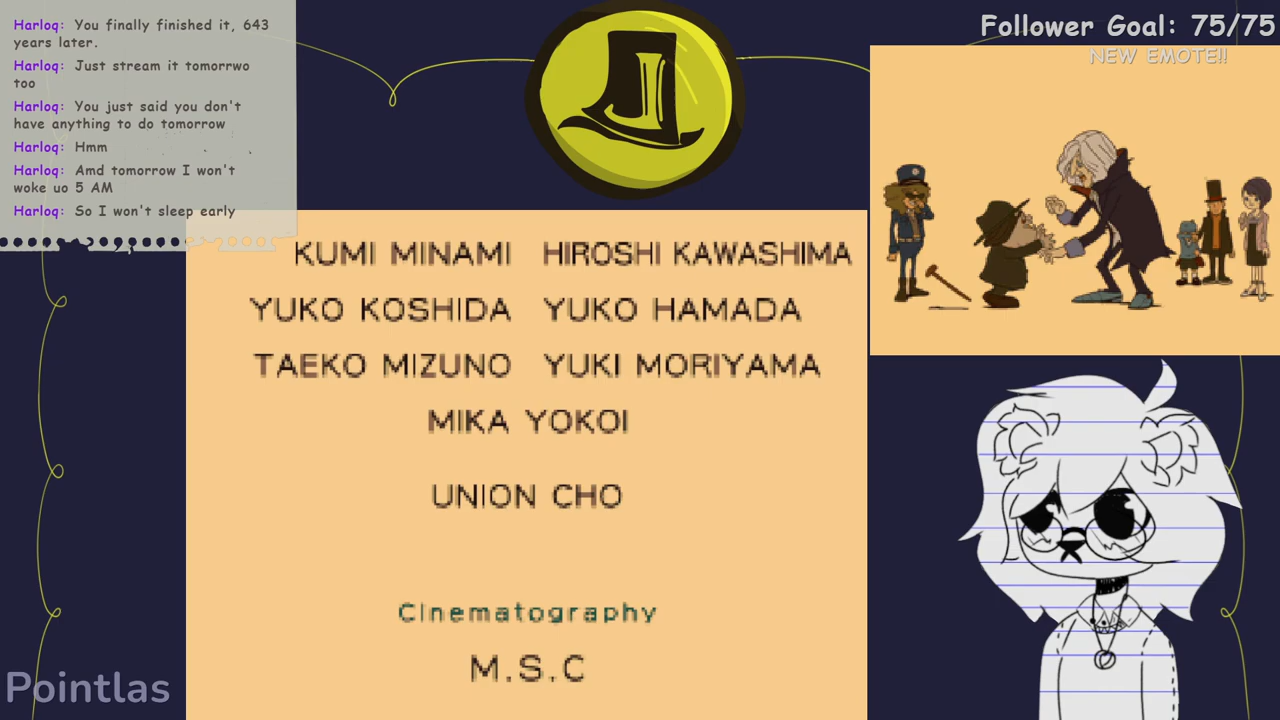 Harloq: You finally finished it, 643
years later.
Harloq: Just stream it tomorrwo
too
Harloq: You just said you don't
have anything to do tomorrow
Harloq: Hmm
Harloq: Amd tomorrow I won't
woke uo 5 AM
Harloq: So I won't sleep early
Follower Goal: 75/75
NEW EMOTE!!
KUMI MINAMI HIROSHI KAWASHIMA
YUKO KOSHIDA YUKO HAMADA
TAEKO MIZUNO YUKI MORIYAMA
MIKA YOKOI
UNION CHO
Cinematography
M.S.C
Pointlas